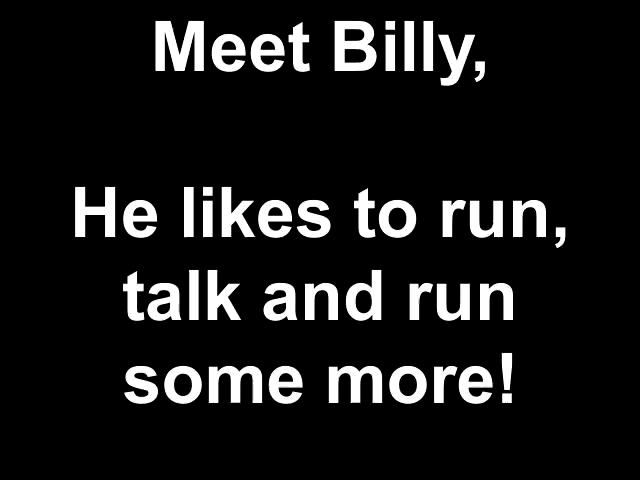 Meet Billy,
He likes to run,
talk and run
some more!